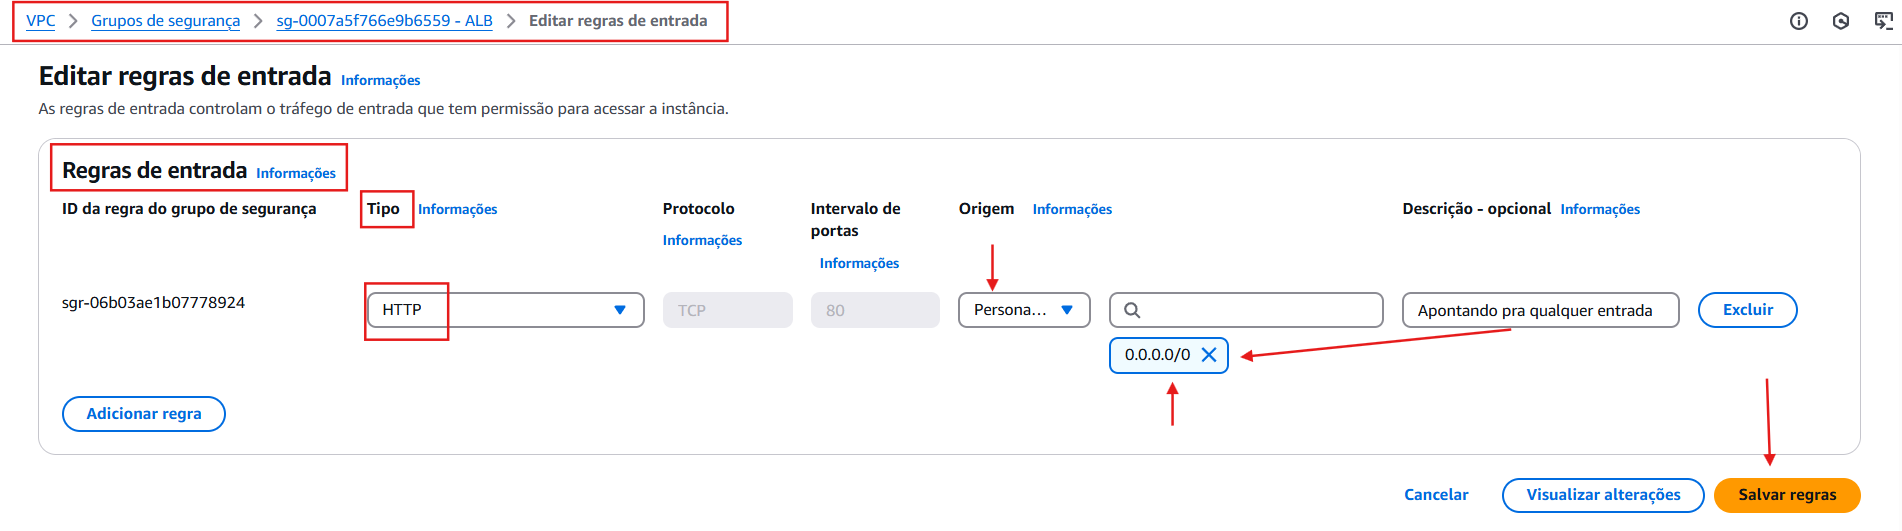 VPC > Grupos de segurança > sg-0007a5f766e9b6559 - ALB > Editar regras de entrada
Editar regras de entrada Informações
As regras de entrada controlam o tráfego de entrada que tem permissão para acessar a instância.
Regras de entrada Informações
ID da regra do grupo de segurança
Tipo Informações
Protocolo
Informações
Intervalo de
portas
Informações
Origem Informações
Descrição - opcional Informações
sgr-06b03ae1b07778924
HTTP
TCP
80
Persona...
0.0.0.0/0
Apontando pra qualquer entrada
Excluir
Adicionar regra
Cancelar
Visualizar alterações
Salvar regras